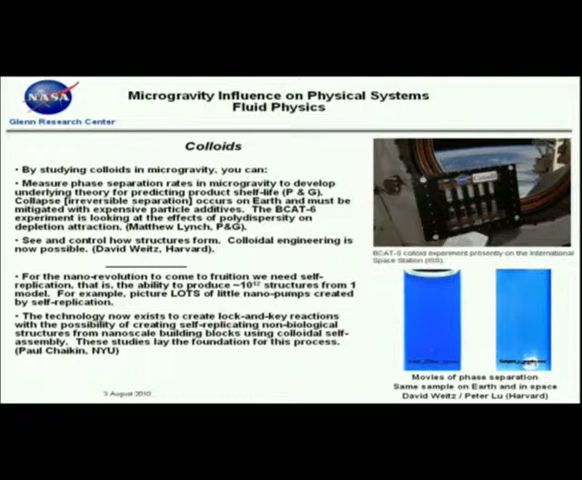 NASA
Glenn Research Center
Microgravity Influence on Physical Systems
Fluid Physics
Colloids
• By studying colloids in microgravity, you can:
• Measure phase separation rates in microgravity to develop
underlying theory for predicting product shelf-life (P & G).
Collapse [irreversible separation] occurs on Earth and must be
mitigated with expensive particle additives. The BCAT-6
experiment is looking at the effects of polydispersity on
depletion attraction. (Matthew Lynch, P&G).
• See and control how structures form. Colloidal engineering is
now possible. (David Weitz, Harvard).
• For the nano-revolution to come to fruition we need self-
replication, that is, the ability to produce ~10¹² structures from 1
model. For example, picture LOTS of little nano-pumps created
by self-replication.
• The technology now exists to create lock-and-key reactions
with the possibility of creating self-replicating non-biological
structures from nanoscale building blocks using colloidal self-
assembly. These studies lay the foundation for this process.
(Paul Chaikin, NYU)
BCAT-5 colloid experiment presently on the International
Space Station (ISS).
Movies of phase separation
Same sample on Earth and in space
David Weitz / Peter Lu (Harvard)
5 August 2010